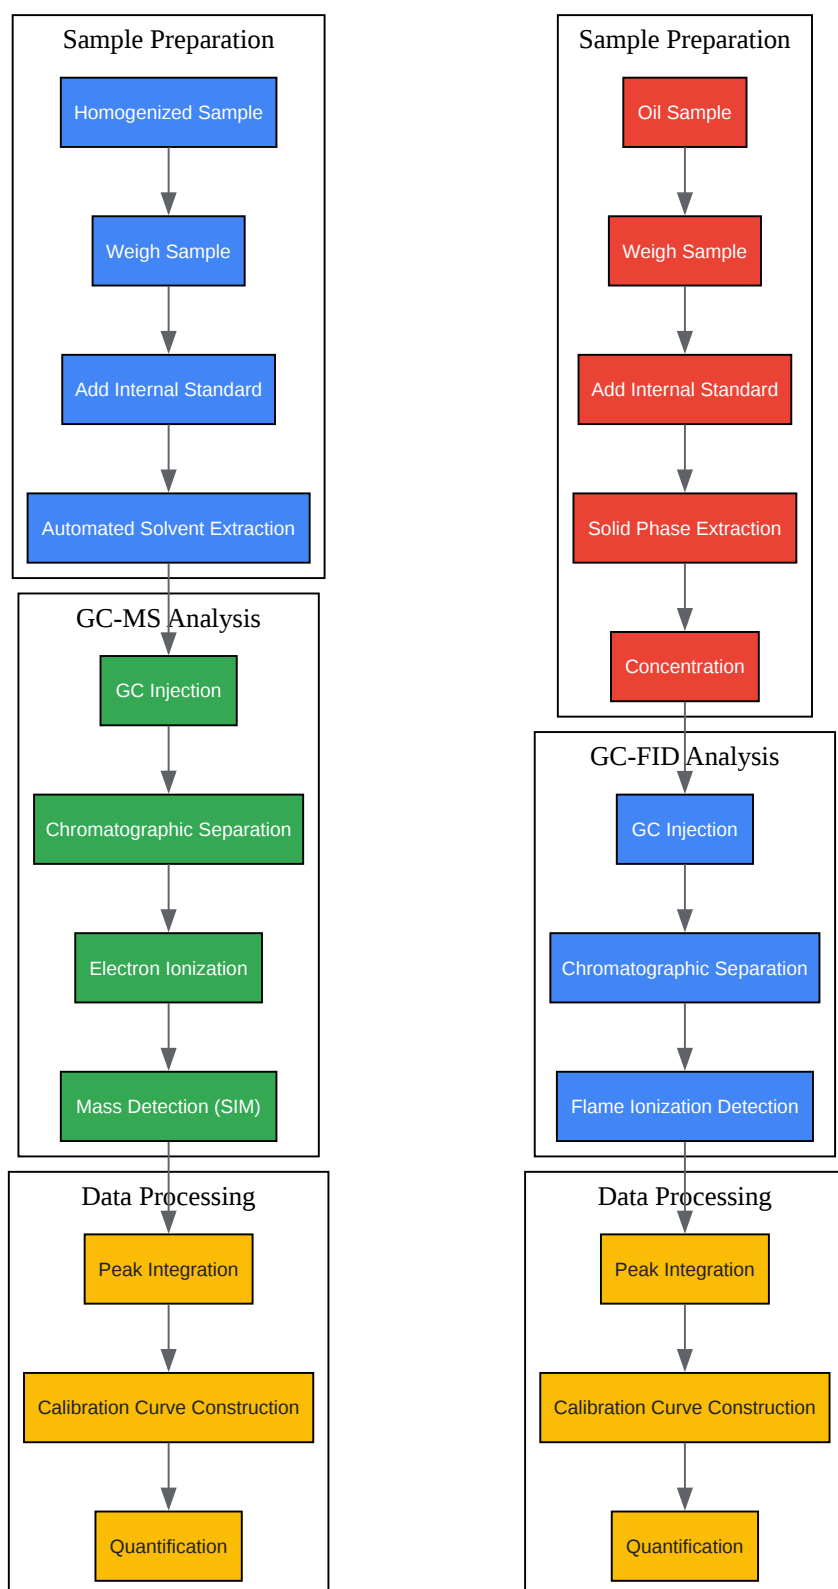 Sample Preparation
Homogenized Sample
Weigh Sample
Add Internal Standard
Automated Solvent Extraction
GC-MS Analysis
GC Injection
Chromatographic Separation
Electron Ionization
Mass Detection (SIM)
Data Processing
Peak Integration
Calibration Curve Construction
Quantification
Sample Preparation
Oil Sample
Weigh Sample
Add Internal Standard
Solid Phase Extraction
Concentration
GC-FID Analysis
GC Injection
Chromatographic Separation
Flame Ionization Detection
Data Processing
Peak Integration
Calibration Curve Construction
Quantification